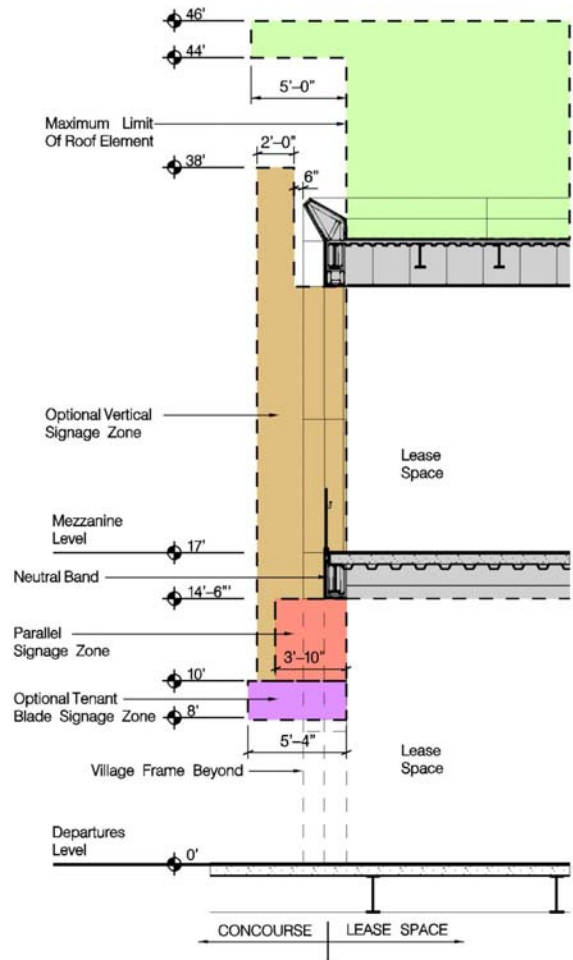 46'
44'
5'-0"
Maximum Limit
Of Roof Element
2'-0"
38'
6"
Optional Vertical
Signage Zone
Lease
Space
Mezzanine
Level
17'
Neutral Band
14'-6"'
Parallel
Signage Zone
3'-10"
10'
Optional Tenant
Blade Signage Zone
8'
5'-4"
Lease
Space
Village Frame Beyond
Departures
Level
0'
CONCOURSE
LEASE SPACE